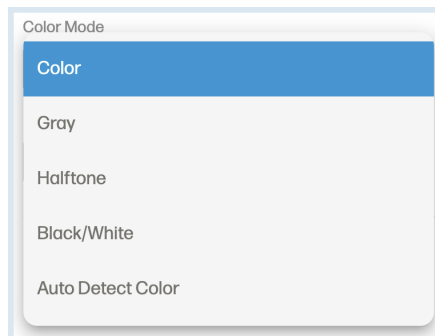 Color Mode
Color
Gray
Halftone
Black/White
Auto Detect Color